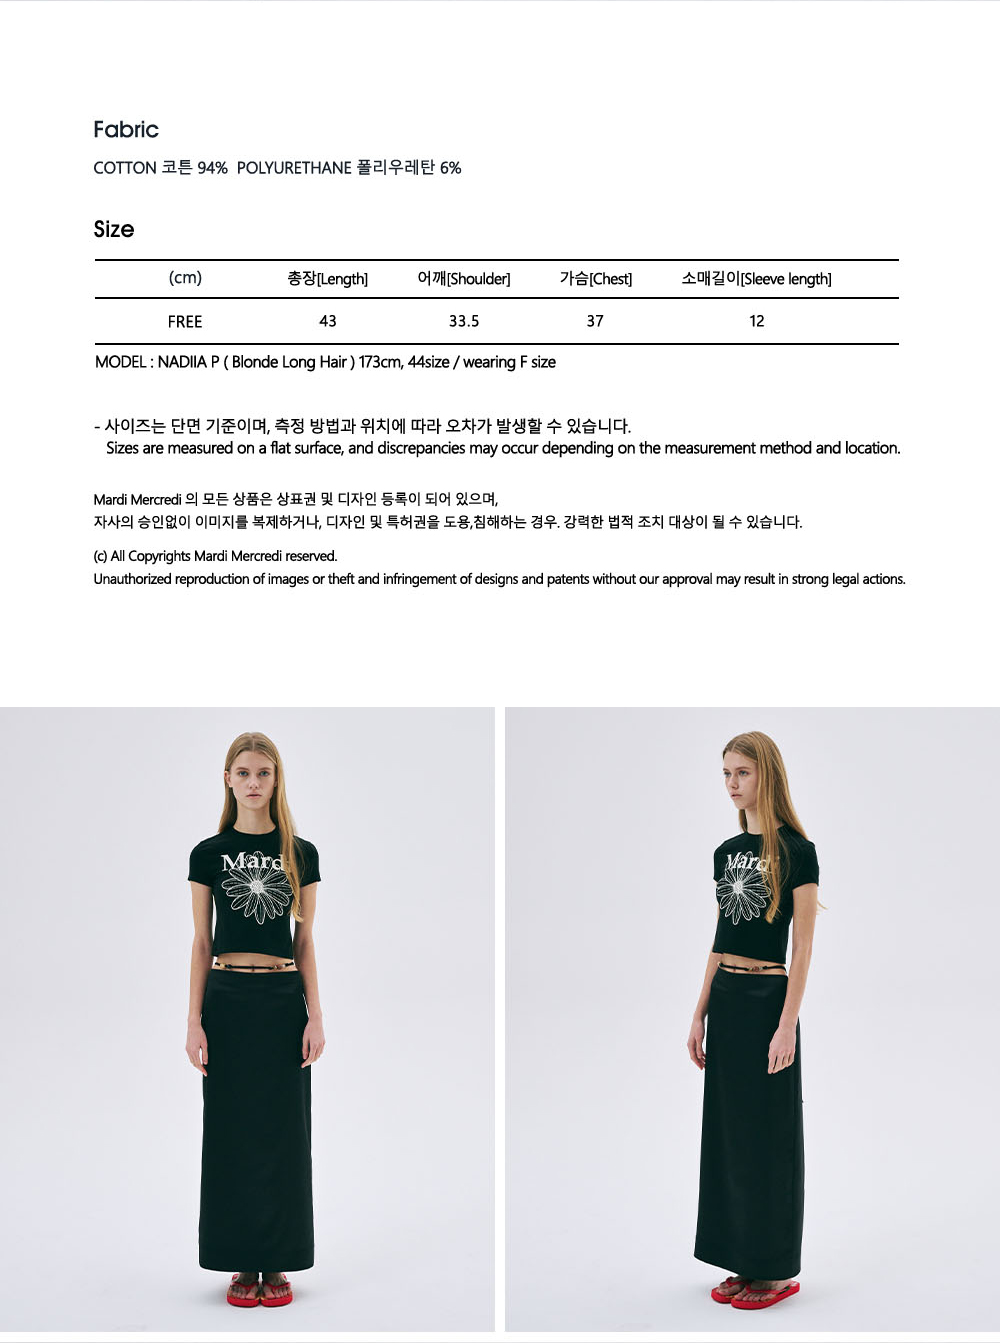 Fabric
COTTON 코튼 94% POLYURETHANE 폴리우레탄 6%
Size
(cm) 총장[Length] 어깨[Shoulder] 가슴[Chest] 소매길이[Sleeve length]
FREE 43 33.5 37 12
MODEL : NADIIA P ( Blonde Long Hair ) 173cm, 44size / wearing F size
- 사이즈는 단면 기준이며, 측정 방법과 위치에 따라 오차가 발생할 수 있습니다.
Sizes are measured on a flat surface, and discrepancies may occur depending on the measurement method and location.
Mardi Mercredi 의 모든 상품은 상표권 및 디자인 등록이 되어 있으며,
자사의 승인없이 이미지를 복제하거나, 디자인 및 특허권을 도용,침해하는 경우. 강력한 법적 조치 대상이 될 수 있습니다.
(c) All Copyrights Mardi Mercredi reserved.
Unauthorized reproduction of images or theft and infringement of designs and patents without our approval may result in strong legal actions.
Mardi
Mardi